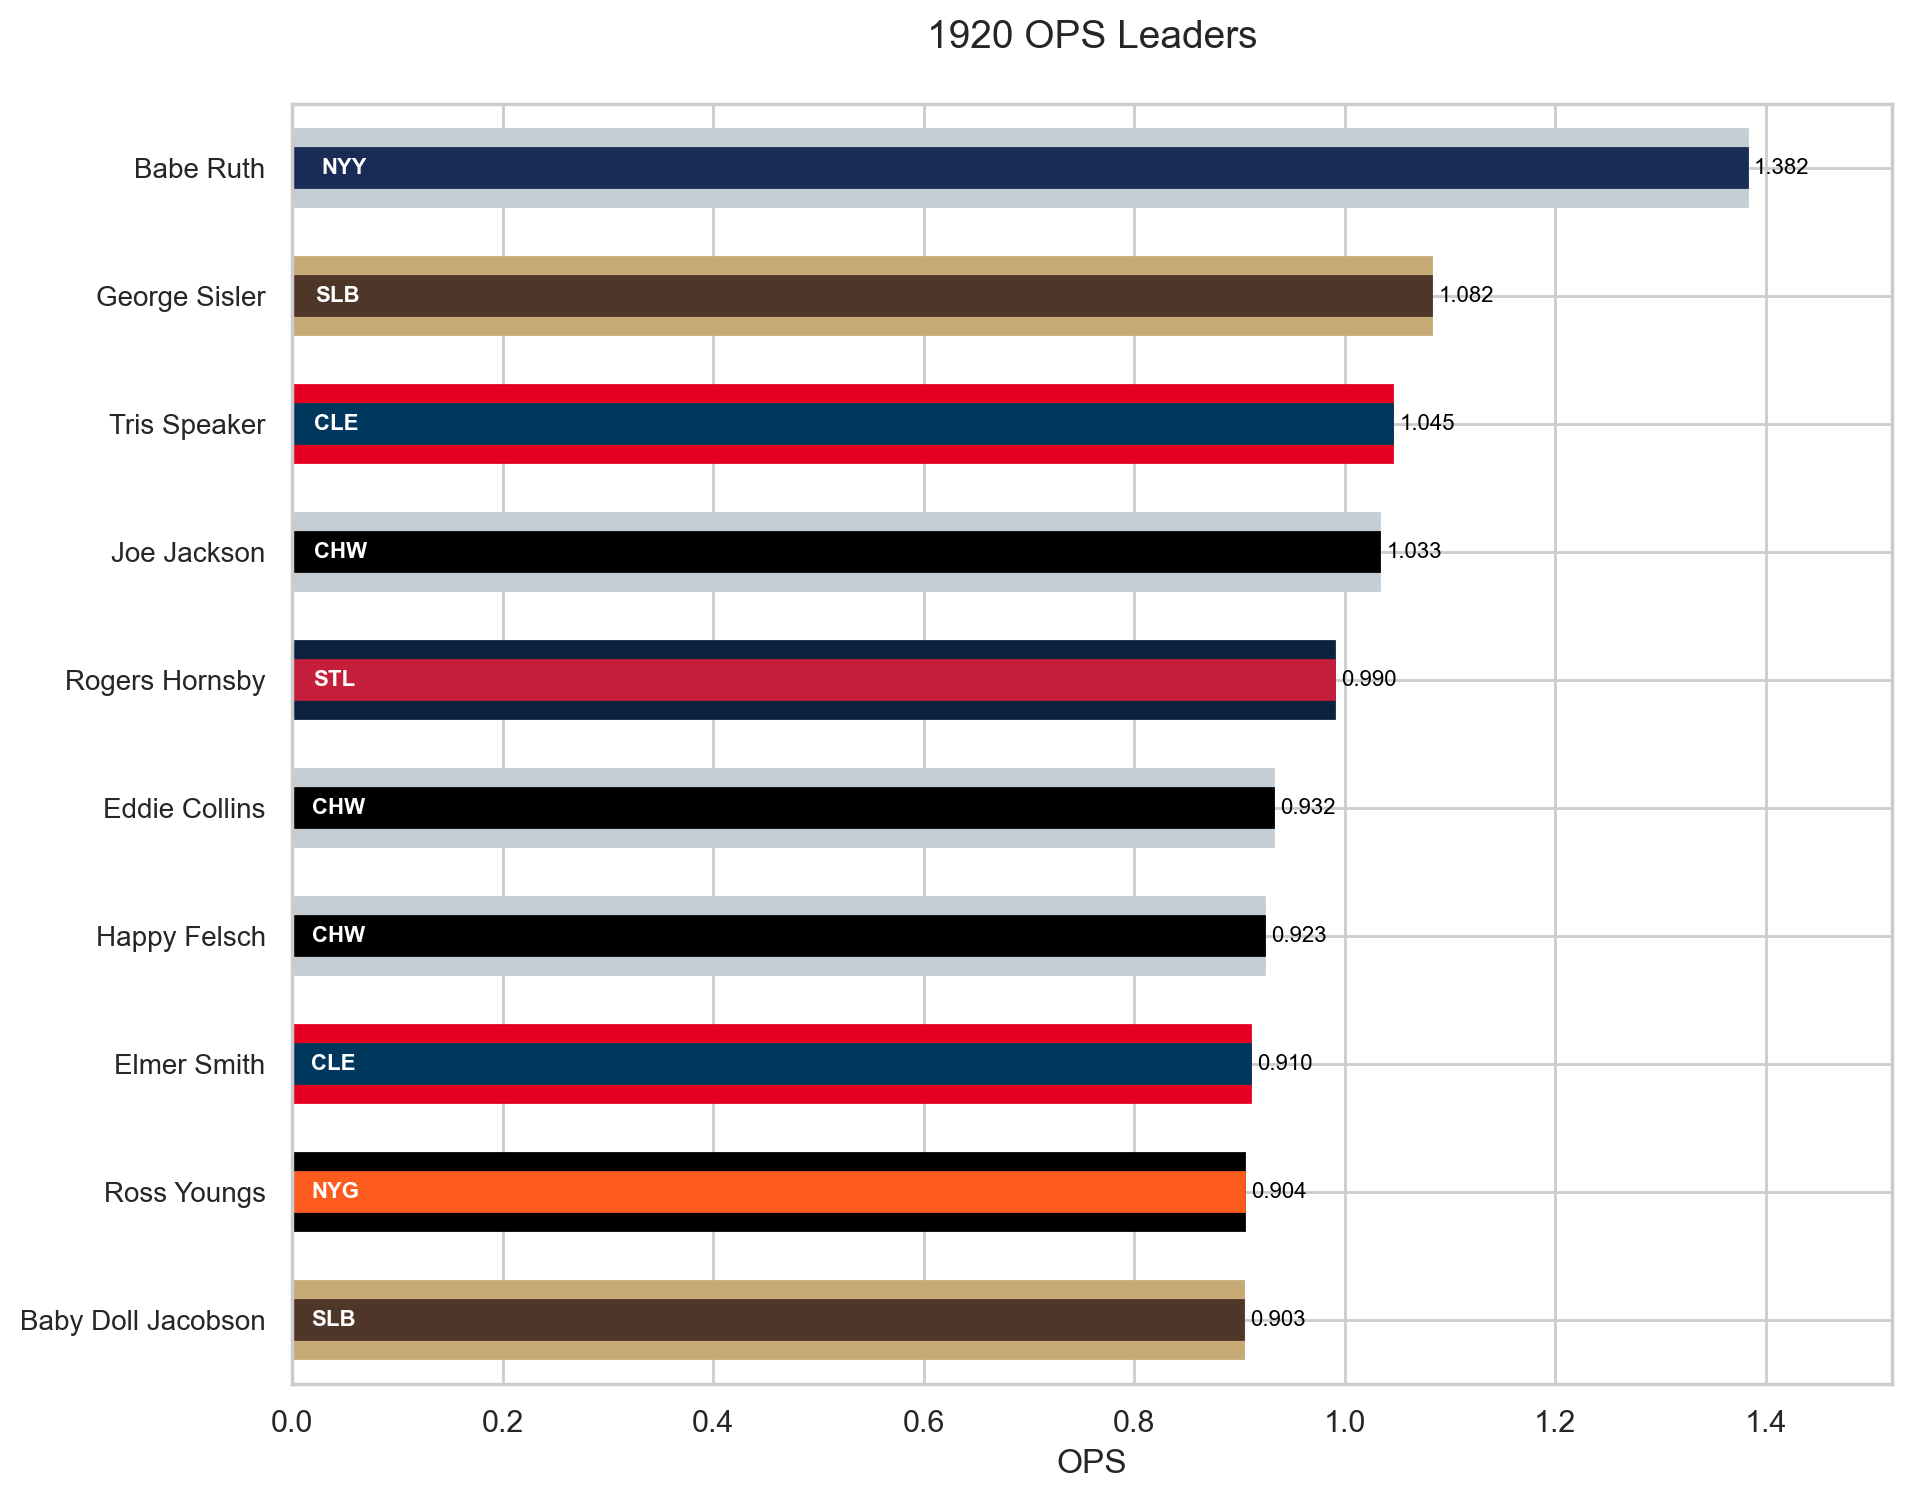 1920 OPS Leaders
Babe Ruth NYY 1.382
George Sisler SLB 1.082
Tris Speaker CLE 1.045
Joe Jackson CHW 1.033
Rogers Hornsby STL 0.990
Eddie Collins CHW 0.932
Happy Felsch CHW 0.923
Elmer Smith CLE 0.910
Ross Youngs NYG 0.904
Baby Doll Jacobson SLB 0.903
0.0 0.2 0.4 0.6 0.8 1.0 1.2 1.4
OPS